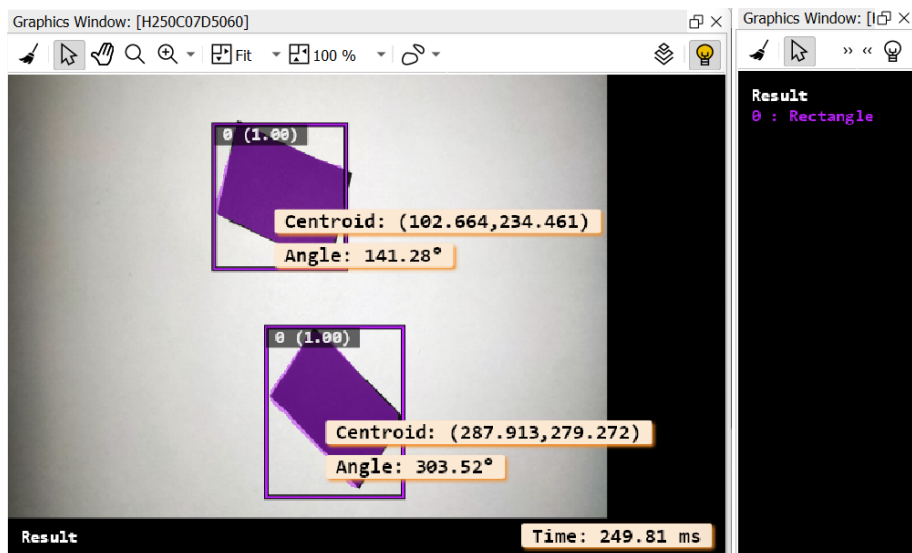 Graphics Window: [H250C07D5060]
Graphics Window: [I
Fit
100 %
Result
0 : Rectangle
0 (1.00)
Centroid: (102.664,234.461)
Angle: 141.28°
0 (1.00)
Centroid: (287.913,279.272)
Angle: 303.52°
Result
Time: 249.81 ms